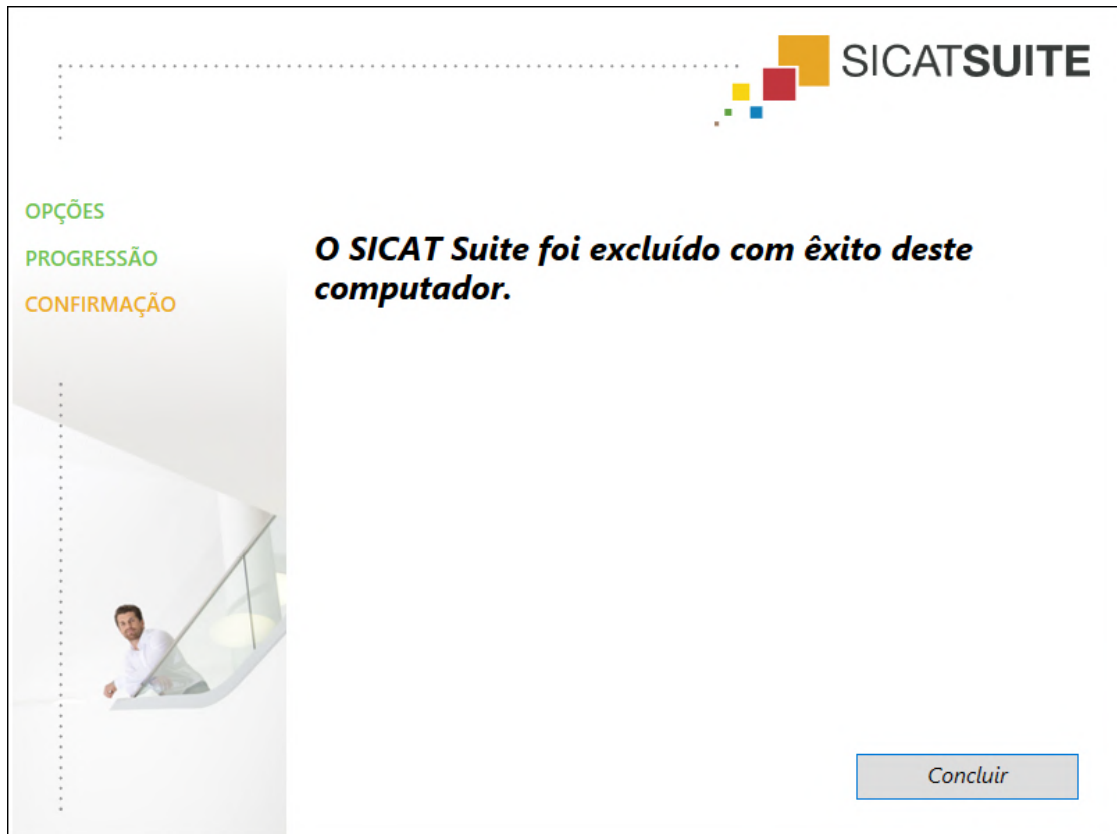 SICATSUITE
OPÇÕES
PROGRESSÃO
CONFIRMAÇÃO
O SICAT Suite foi excluído com êxito deste
computador.
Concluir